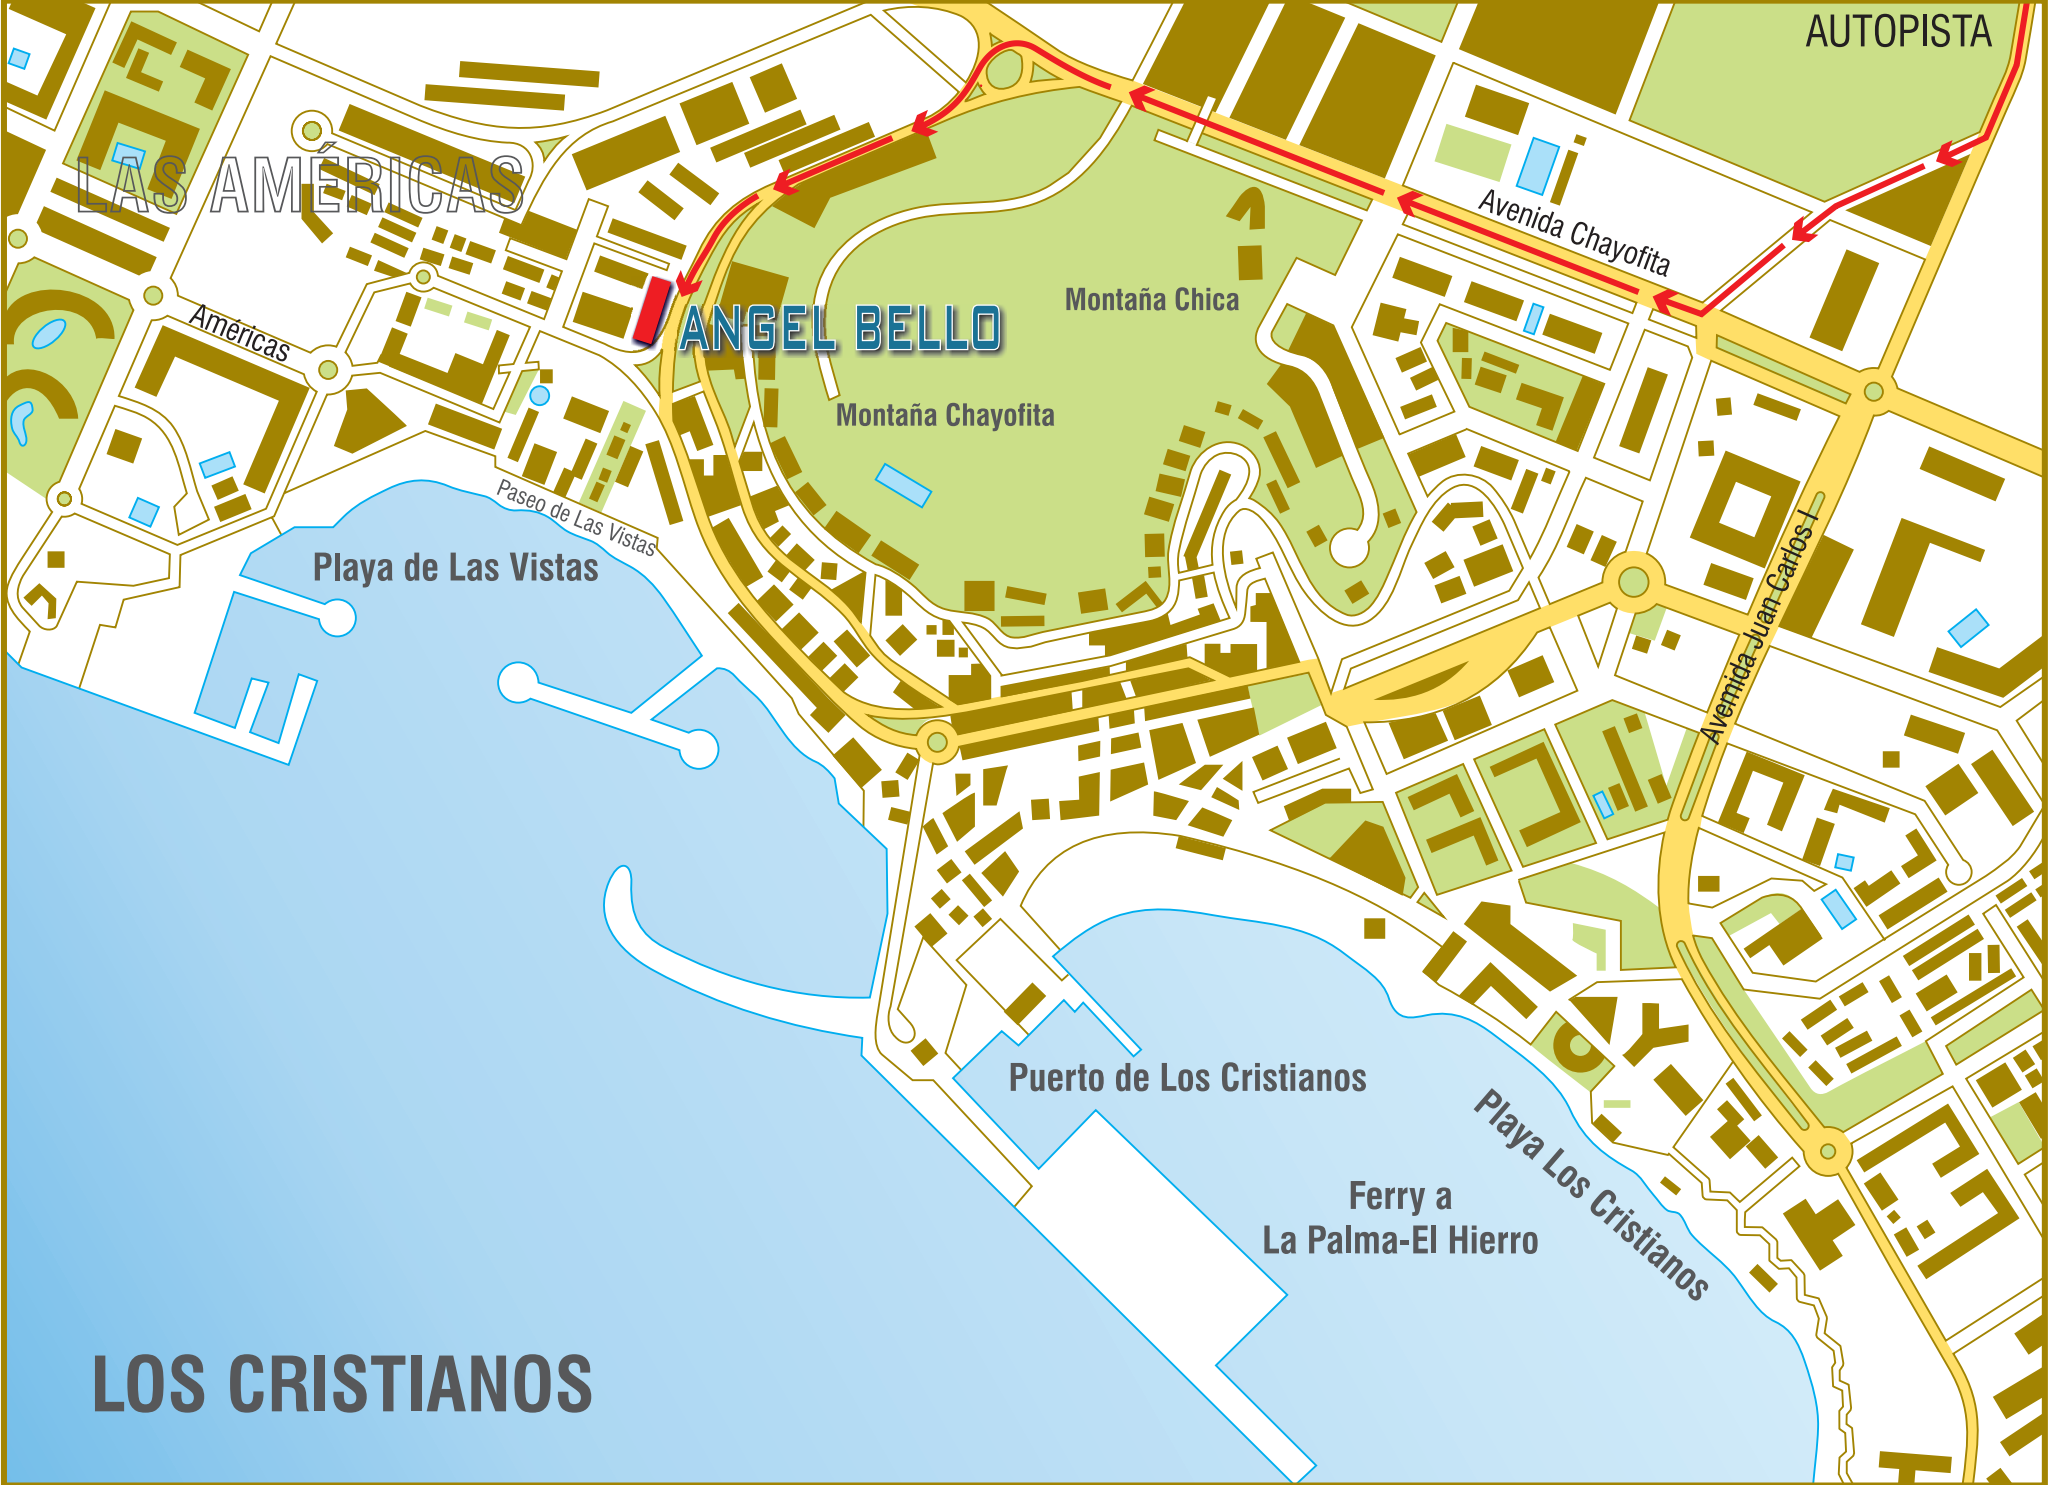 AUTOPISTA
LAS AMÉRICAS
Avenida Chayofita
Américas
ANGEL BELLO
Montaña Chica
Montaña Chayofita
Paseo de Las Vistas
Playa de Las Vistas
Avemida Juan Carlos I
Puerto de Los Cristianos
Playa Los Cristianos
Ferry a
La Palma-El Hierro
LOS CRISTIANOS